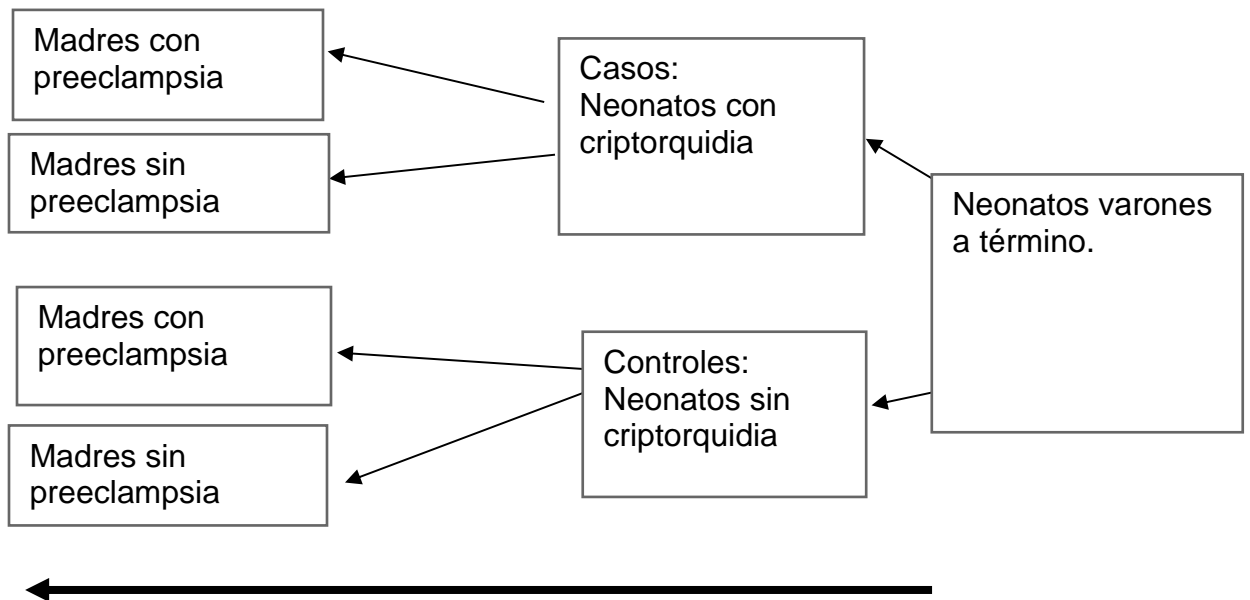 Madres con
preeclampsia
Madres sin
preeclampsia
Casos:
Neonatos con
criptorquidia
Neonatos varones
a término.
Madres con
preeclampsia
Madres sin
preeclampsia
Controles:
Neonatos sin
criptorquidia